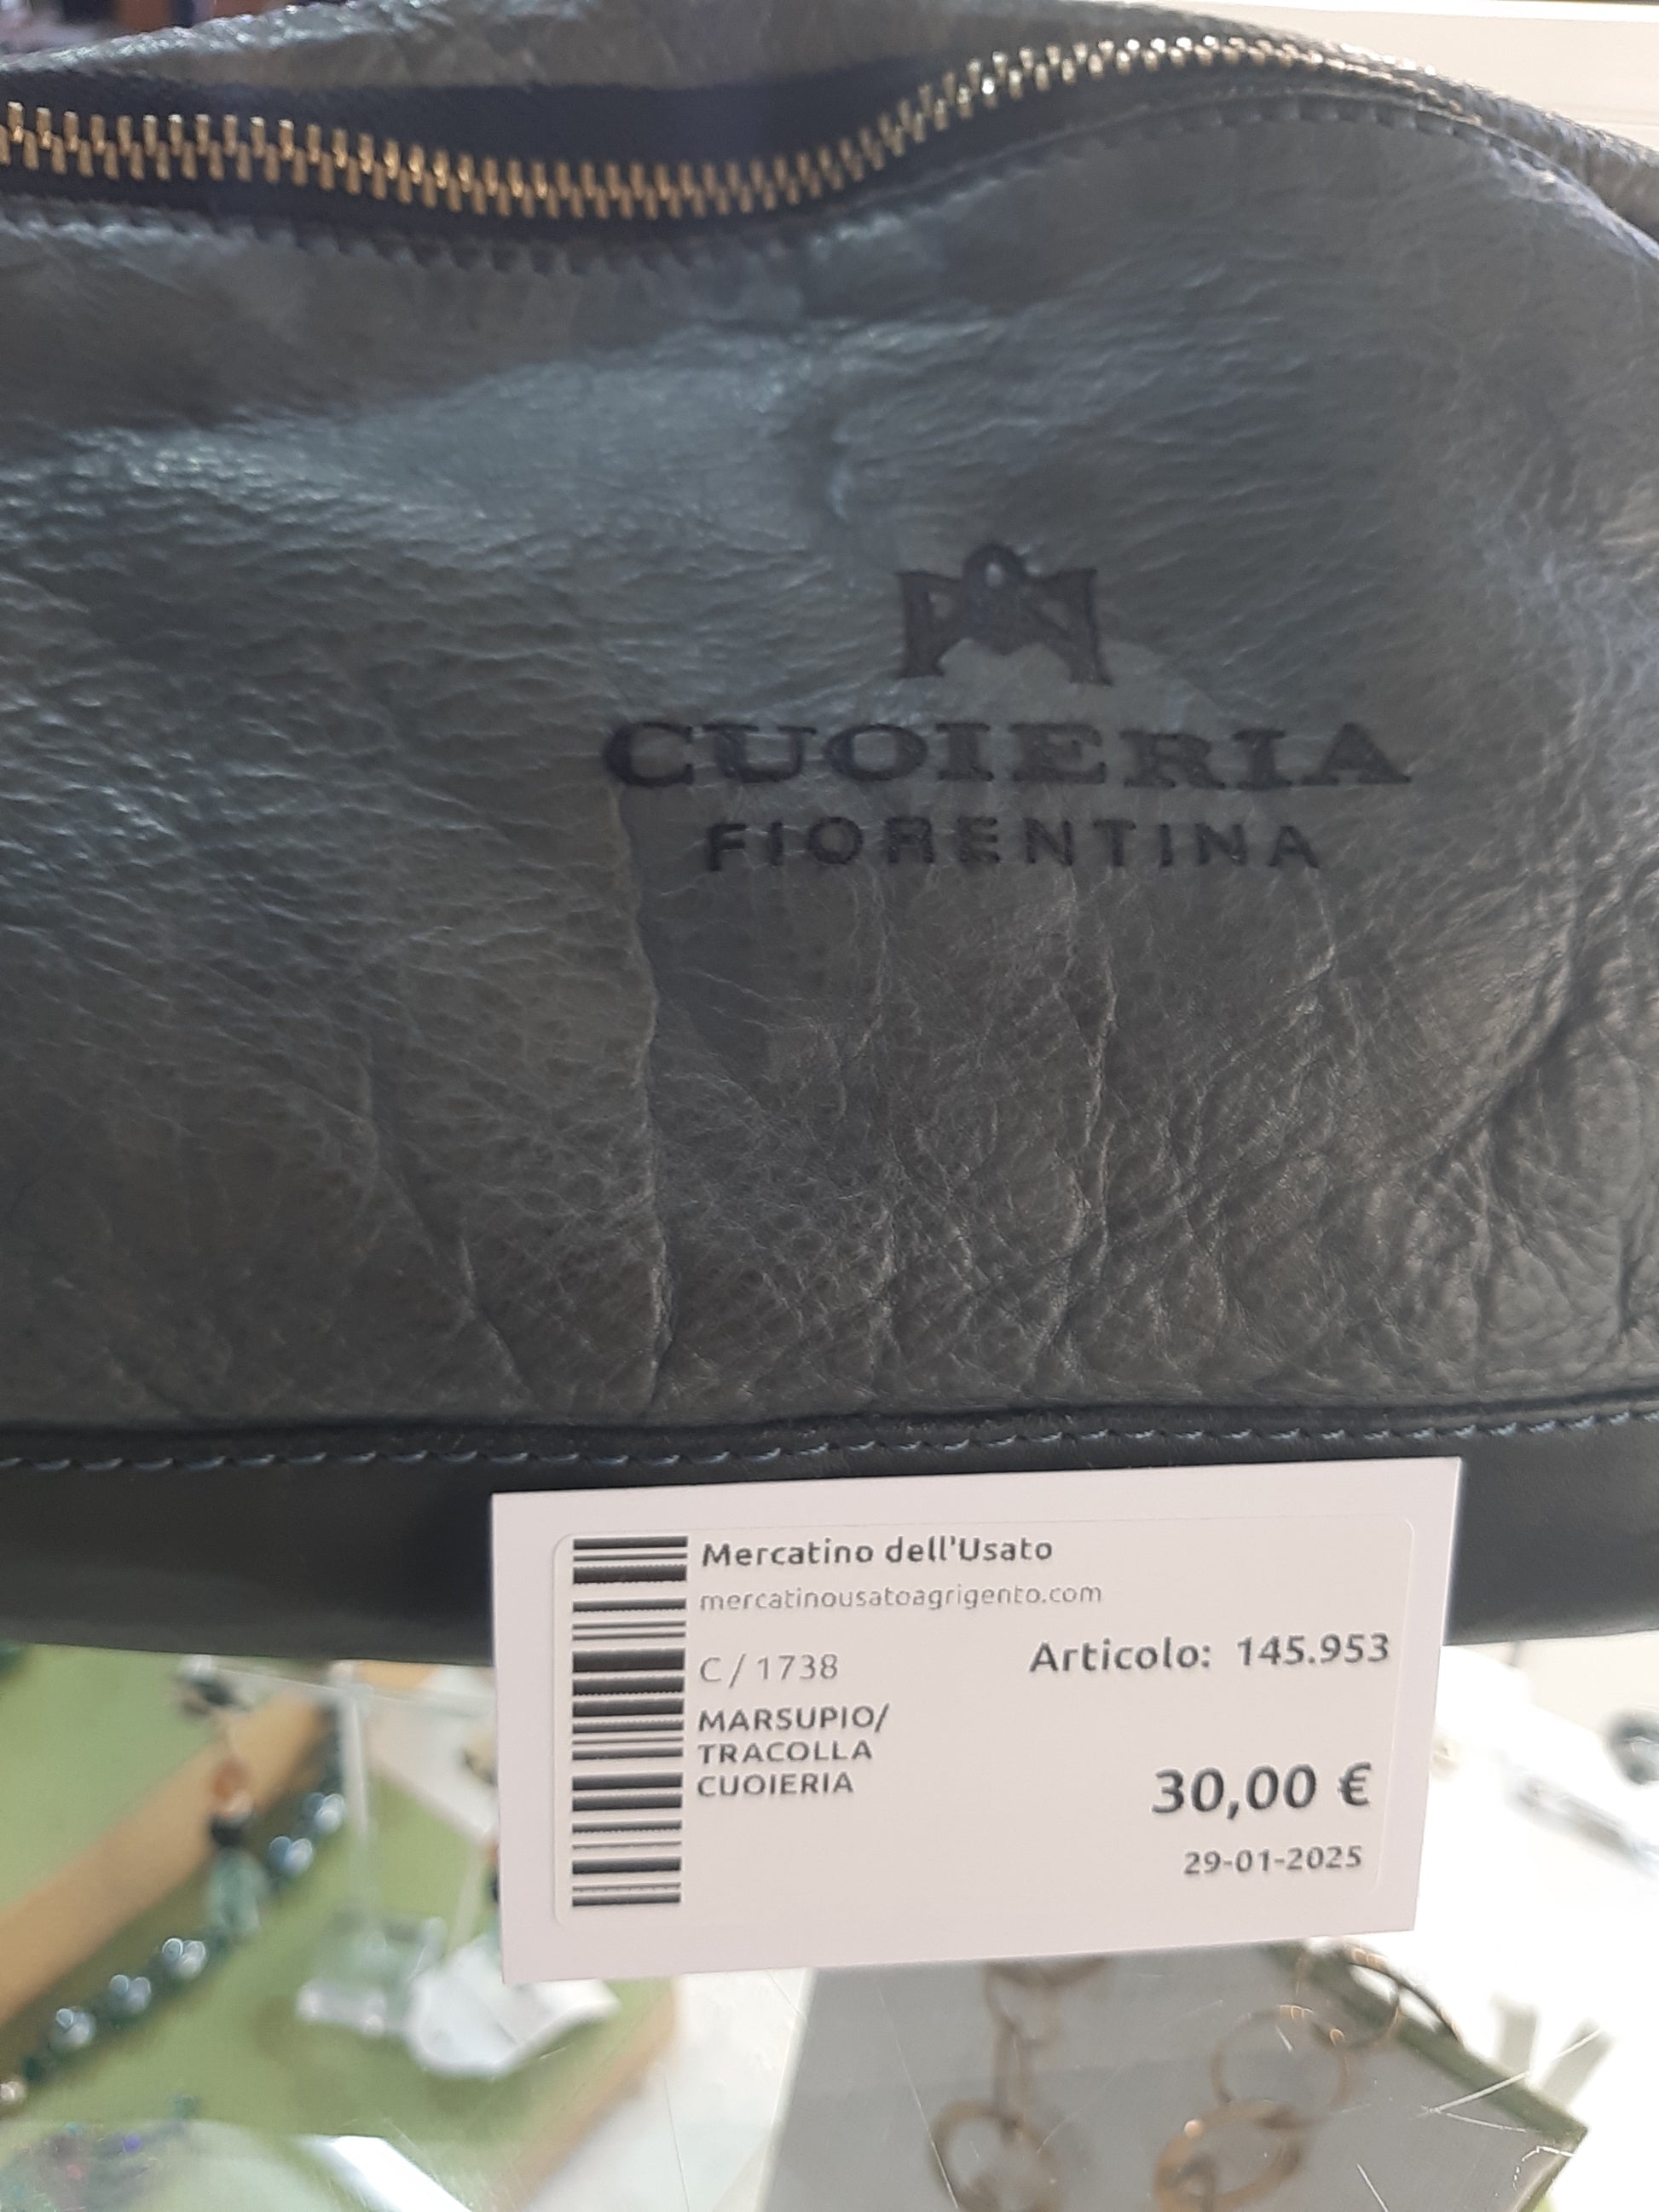 CUOIERIA
FIORENTINA
Mercatino dell'Usato
mercatinousatoagrigento.com
C / 1738
Articolo: 145.953
MARSUPIO/
TRACOLLA
CUOIERIA
30,00 €
29-01-2025